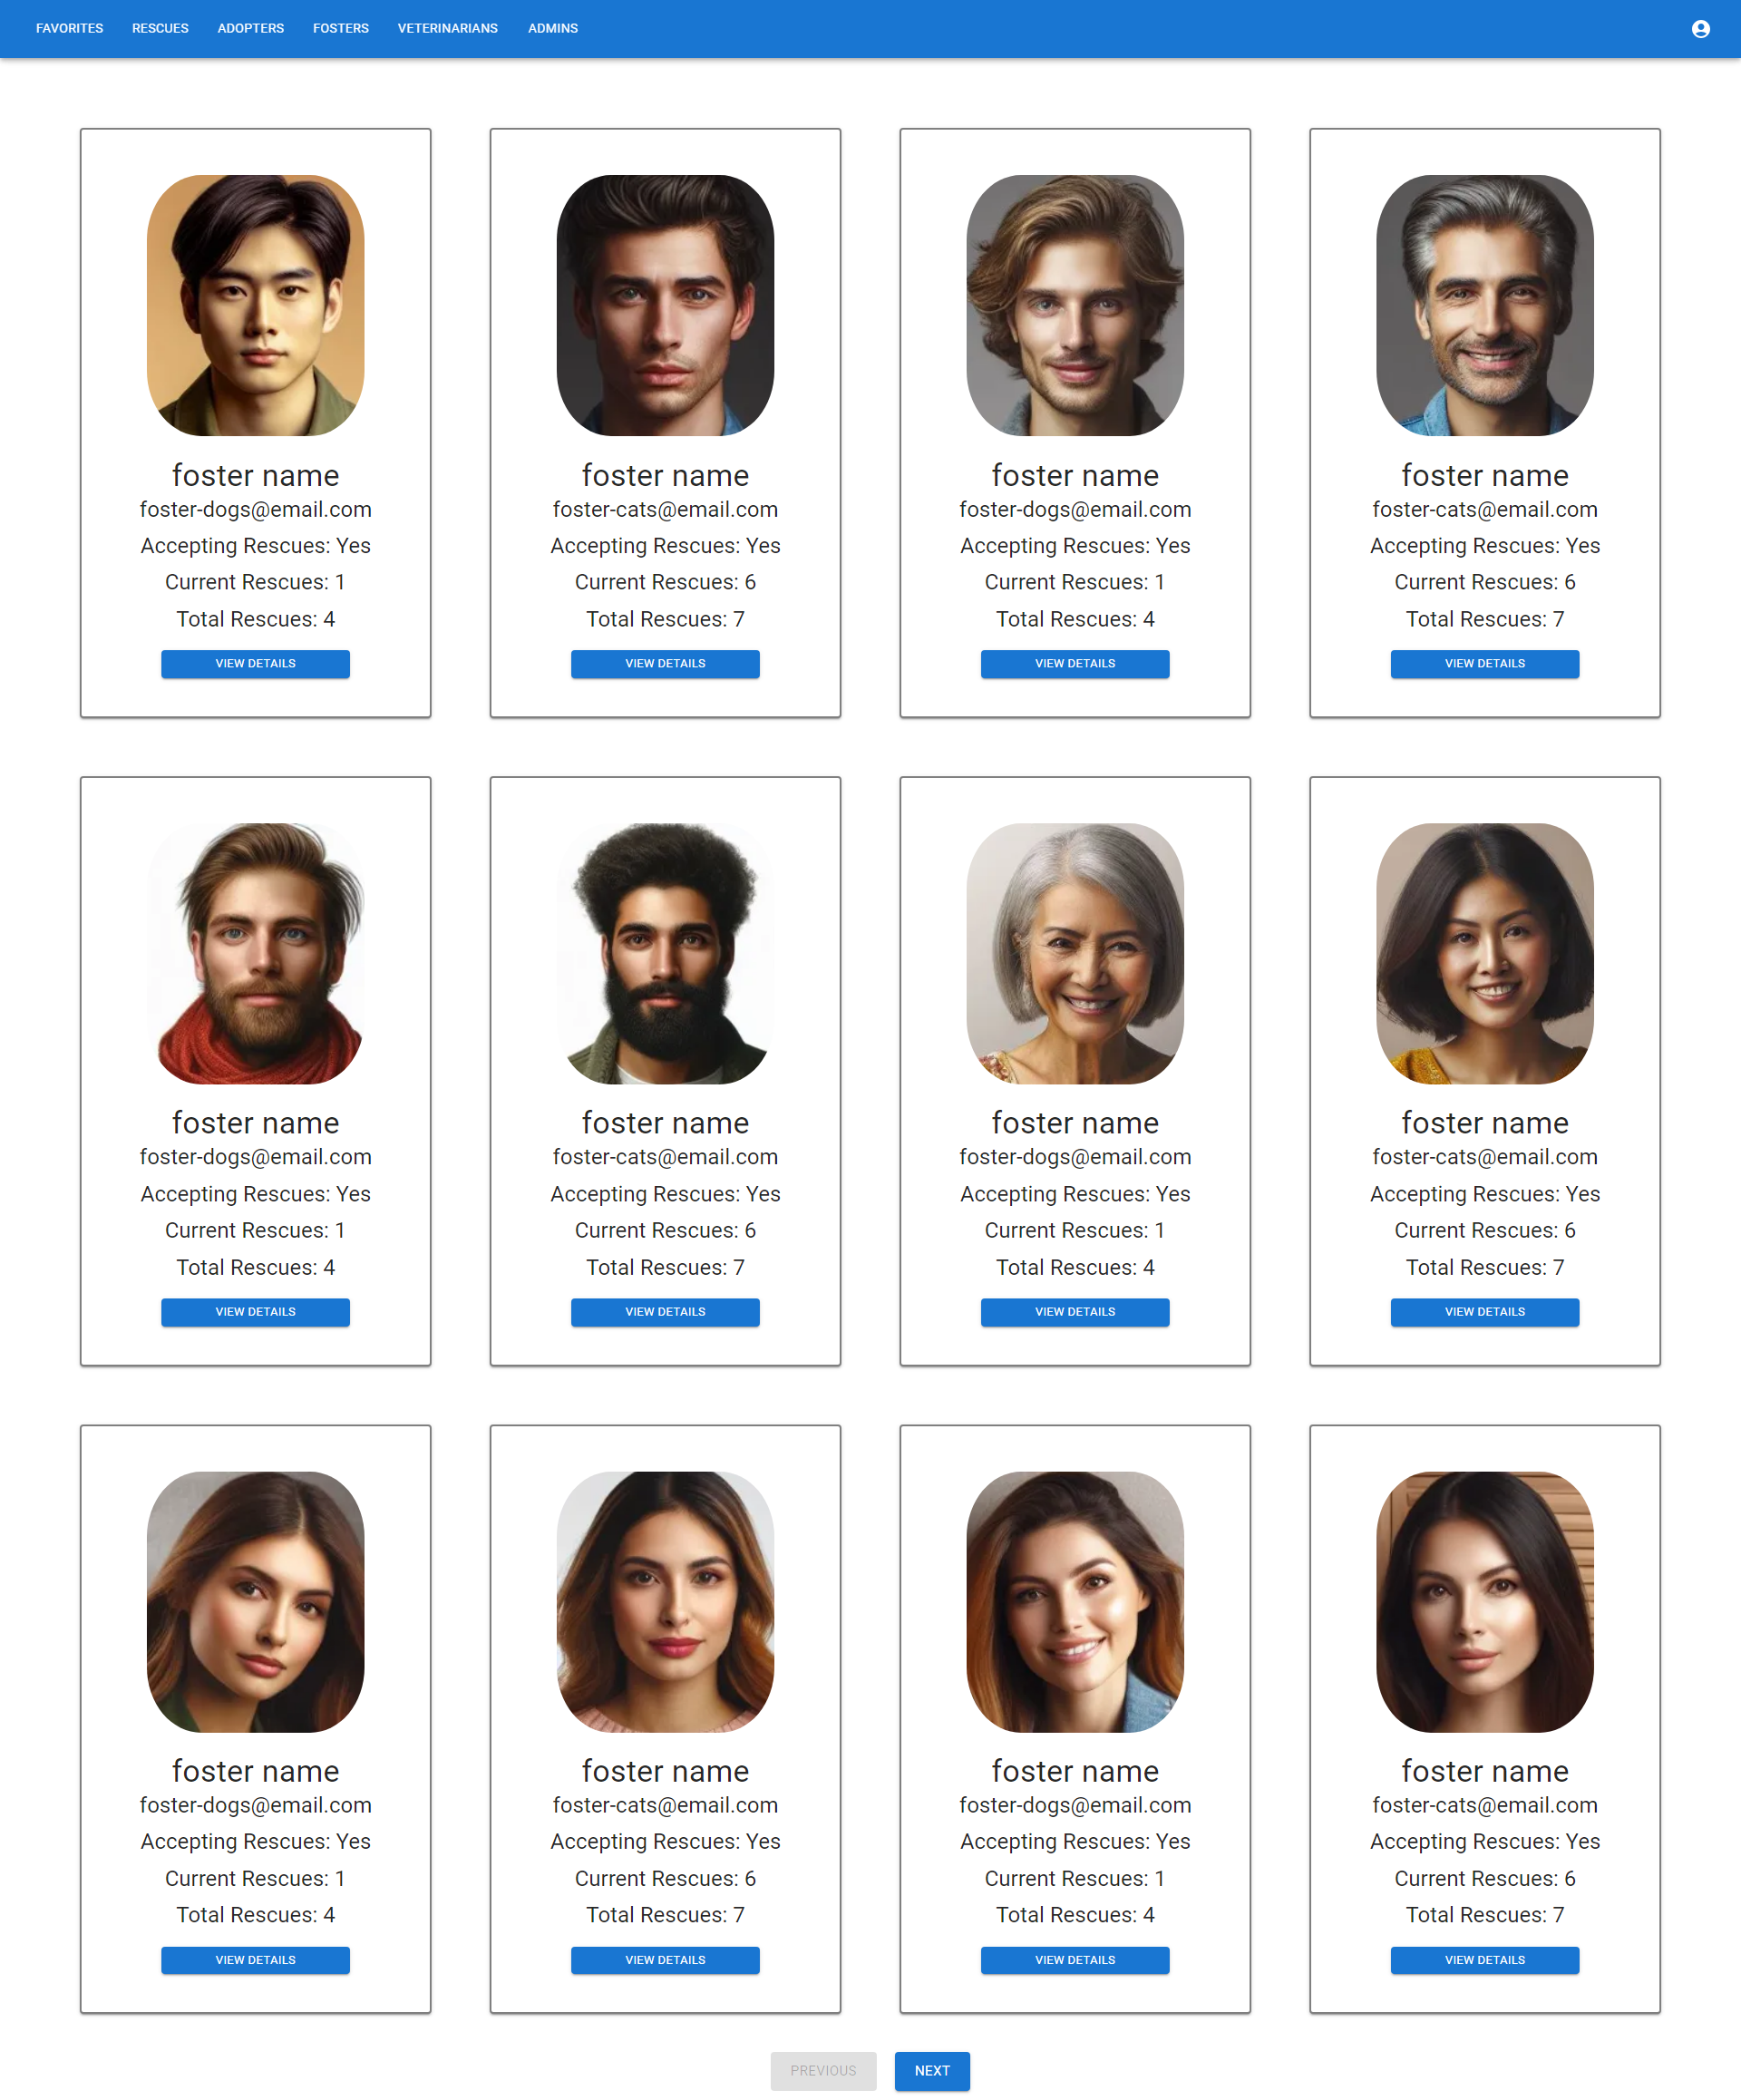 FAVORITES RESCUES ADOPTERS FOSTERS VETERINARIANS ADMINS
foster name
foster-dogs@email.com
Accepting Rescues: Yes
Current Rescues: 1
Total Rescues: 4
VIEW DETAILS
foster name
foster-cats@email.com
Accepting Rescues: Yes
Current Rescues: 6
Total Rescues: 7
VIEW DETAILS
foster name
foster-dogs@email.com
Accepting Rescues: Yes
Current Rescues: 1
Total Rescues: 4
VIEW DETAILS
foster name
foster-cats@email.com
Accepting Rescues: Yes
Current Rescues: 6
Total Rescues: 7
VIEW DETAILS
foster name
foster-dogs@email.com
Accepting Rescues: Yes
Current Rescues: 1
Total Rescues: 4
VIEW DETAILS
foster name
foster-cats@email.com
Accepting Rescues: Yes
Current Rescues: 6
Total Rescues: 7
VIEW DETAILS
foster name
foster-dogs@email.com
Accepting Rescues: Yes
Current Rescues: 1
Total Rescues: 4
VIEW DETAILS
foster name
foster-cats@email.com
Accepting Rescues: Yes
Current Rescues: 6
Total Rescues: 7
VIEW DETAILS
foster name
foster-dogs@email.com
Accepting Rescues: Yes
Current Rescues: 1
Total Rescues: 4
VIEW DETAILS
foster name
foster-cats@email.com
Accepting Rescues: Yes
Current Rescues: 6
Total Rescues: 7
VIEW DETAILS
foster name
foster-dogs@email.com
Accepting Rescues: Yes
Current Rescues: 1
Total Rescues: 4
VIEW DETAILS
foster name
foster-cats@email.com
Accepting Rescues: Yes
Current Rescues: 6
Total Rescues: 7
VIEW DETAILS
PREVIOUS NEXT